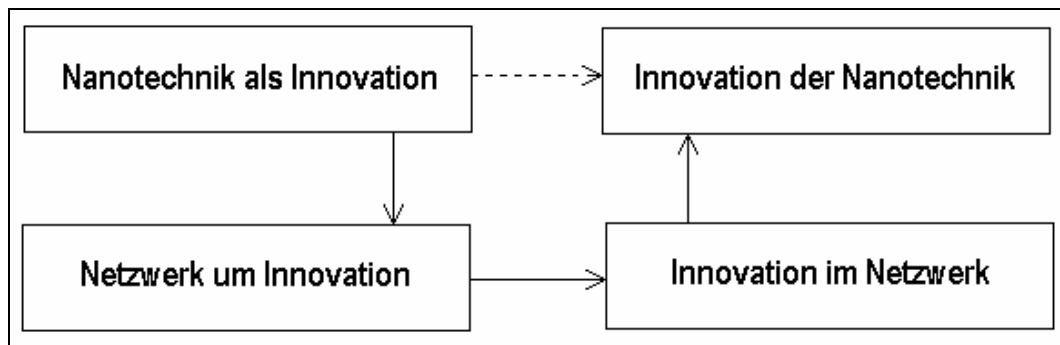 Nanotechnik als Innovation
Innovation der Nanotechnik
Netzwerk um Innovation
Innovation im Netzwerk